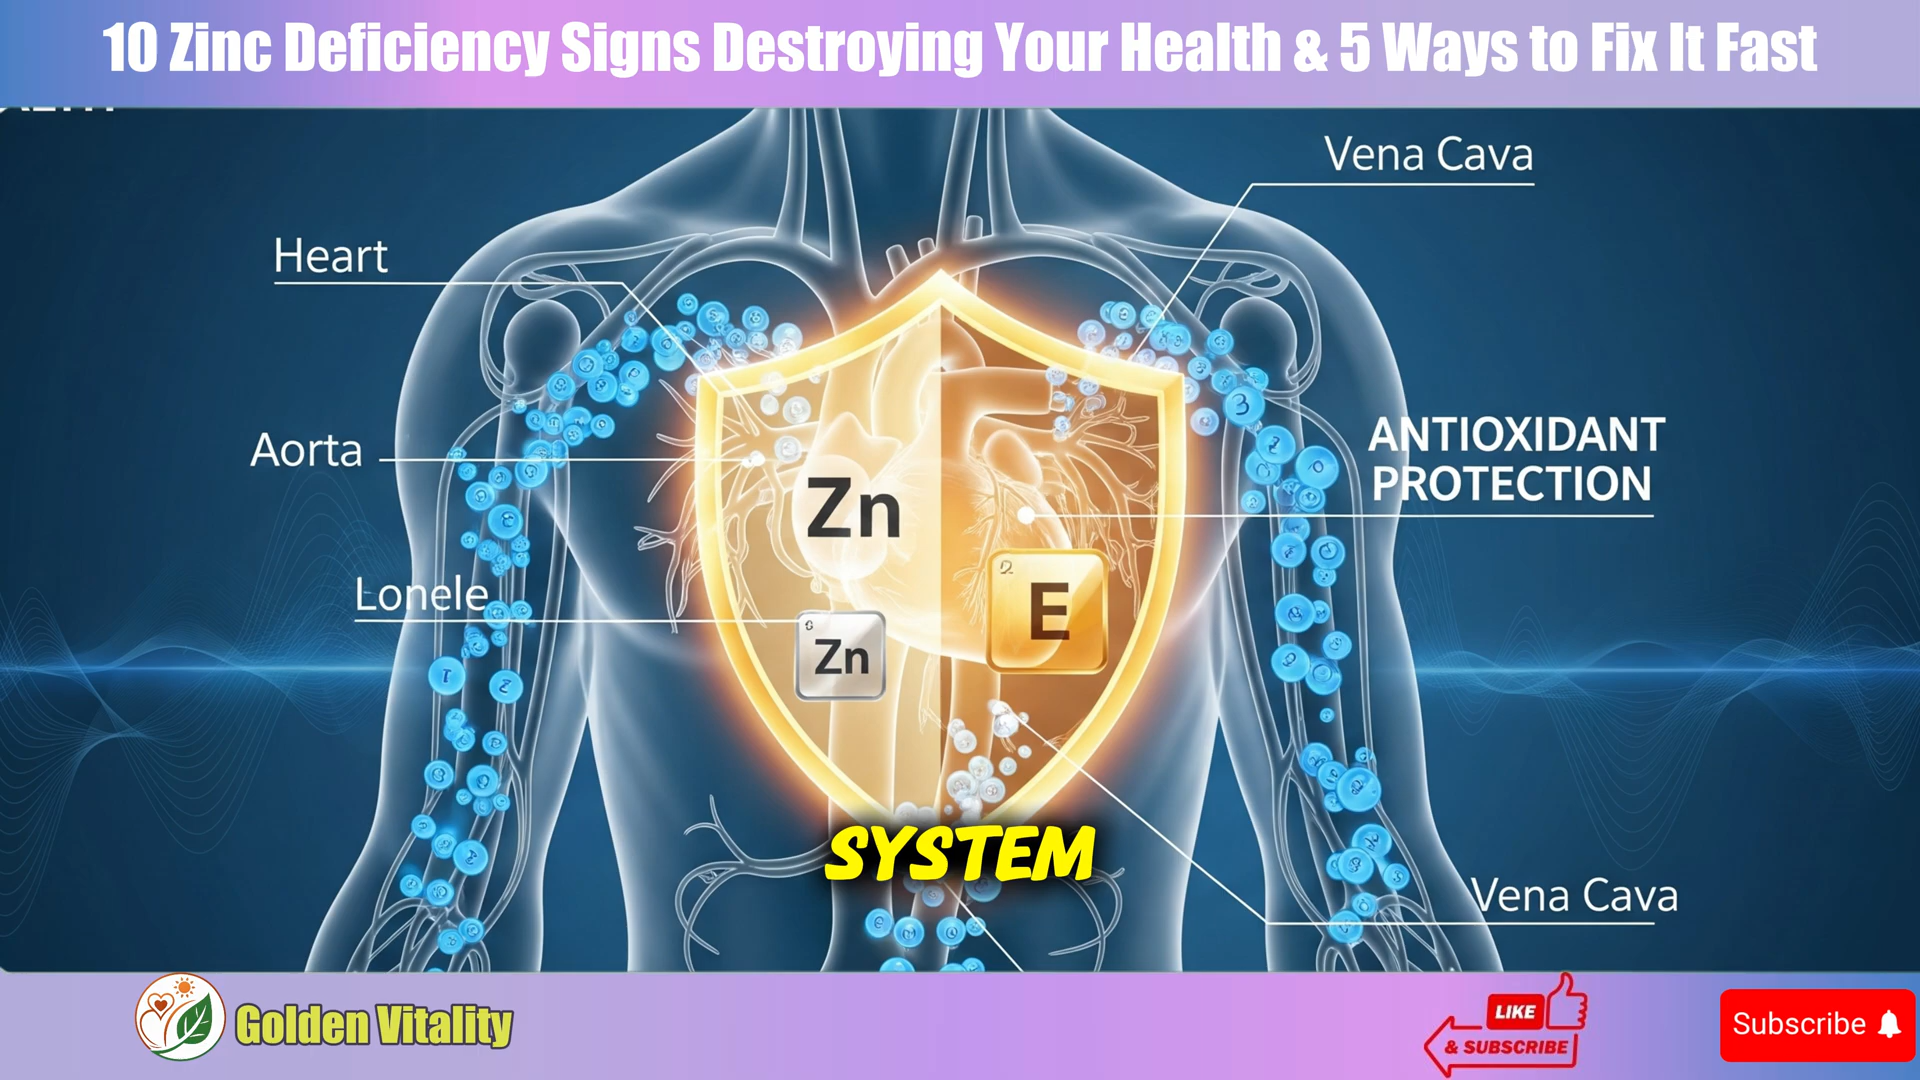 10 Zinc Deficiency Signs Destroying Your Health & 5 Ways to Fix It Fast
Vena Cava
Heart
ANTIOXIDANT
PROTECTION
Aorta
Zn
E
Lonele
Zn
SYSTEM
Vena Cava
Golden Vitality
LIKE
& SUBSCRIBE
Subscribe